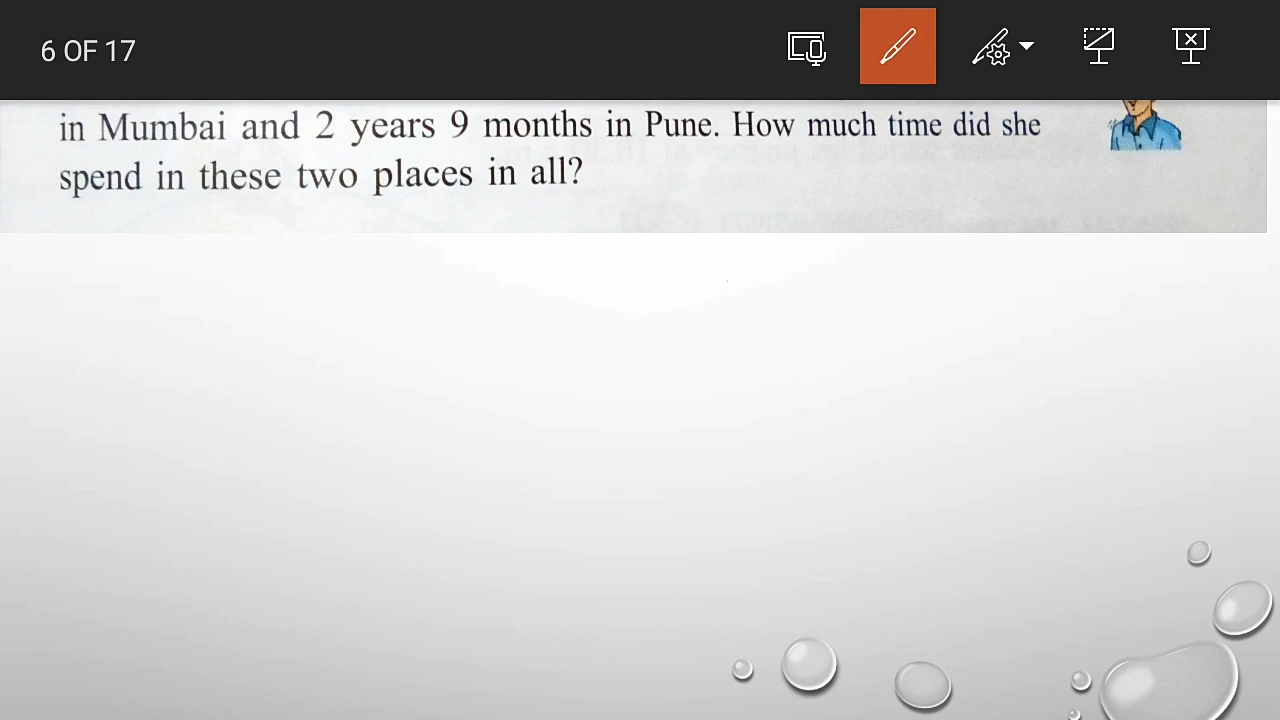 6 OF 17
in Mumbai and 2 years 9 months in Pune. How much time did she
spend in these two places in all?